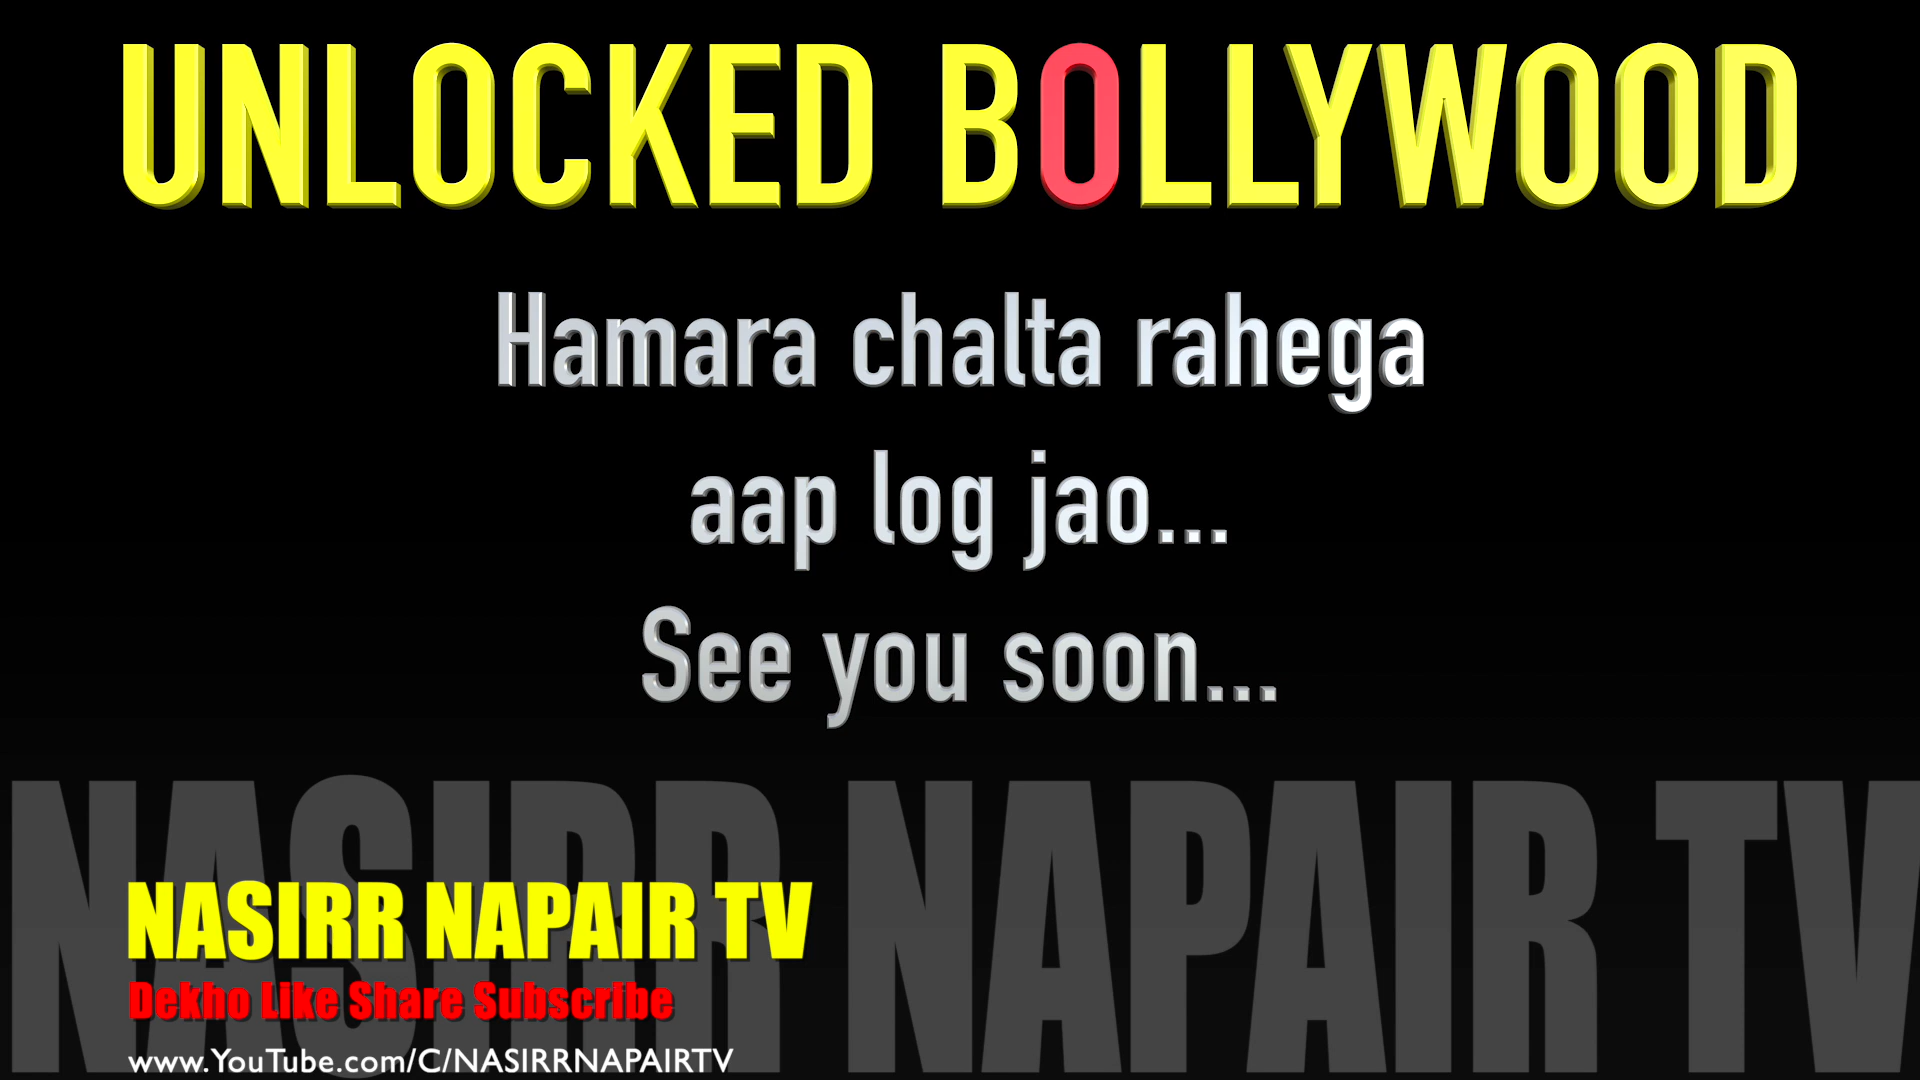 UNLOCKED BOLLYWOOD
Hamara chalta rahega
aap log jao...
See you soon...
NASIRR NAPAIR TV
NASIRR NAPAIR TV
Dekho Like Share Subscribe
www.YouTube.com/C/NASIRRNAPAIRTV